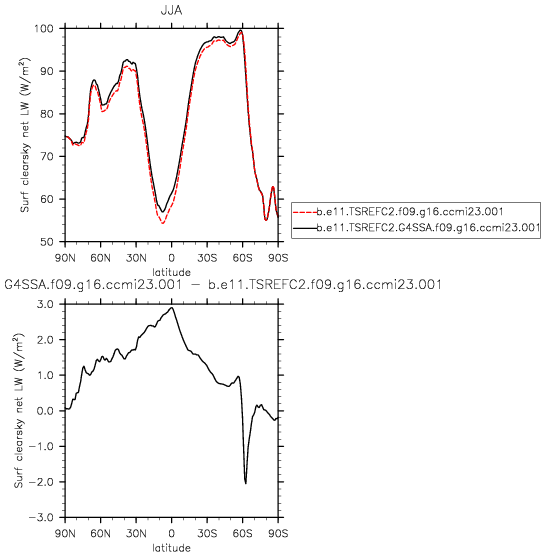 JJA
Surf clearsky net LW (W/m²)
100
90
80
70
60
50
90N 60N 30N 0 30S 60S 90S
latitude
b.e11.TSREFC2.f09.g16.ccmi23.001
b.e11.TSREFC2.G4SSA.f09.g16.ccmi23.001
G4SSA.f09.g16.ccmi23.001 - b.e11.TSREFC2.f09.g16.ccmi23.001
Surf clearsky net LW (W/m²)
3.0
2.0
1.0
0.0
-1.0
-2.0
-3.0
90N 60N 30N 0 30S 60S 90S
latitude